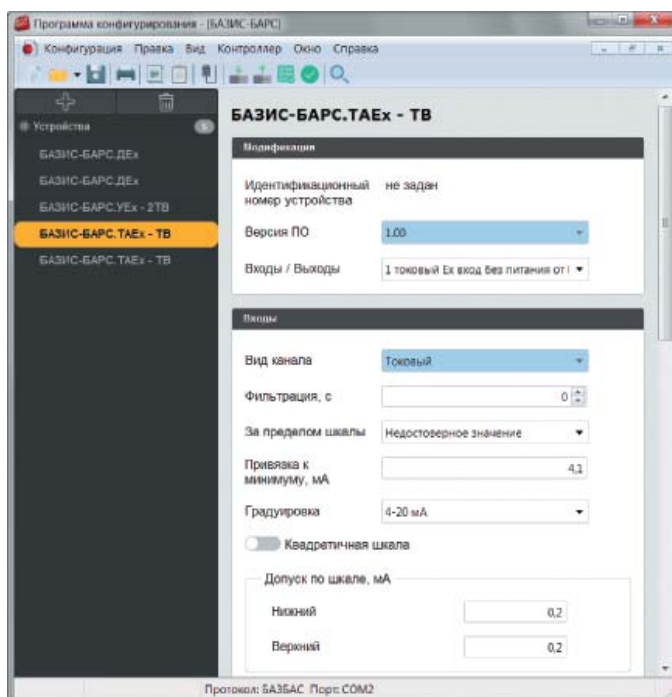 Программа конфигурирования - [БАЗИС-БАРС]
Конфигурация Правка Вид Контроллер Окно Справка
Устройства 5
БАЗИС-БАРС.ДЕх
БАЗИС-БАРС.ДЕх
БАЗИС-БАРС.УЕх - 2ТВ
БАЗИС-БАРС.ТАЕх - ТВ
БАЗИС-БАРС.ТАЕх - ТВ
БАЗИС-БАРС.ТАЕх - ТВ
Модификации
Идентификационный
номер устройства
не задан
Версия ПО 1.00
Входы / Выходы 1 токовый Ех вход без питания от
Входы
Вид канала Токовый
Фильтрация, с 0
За пределом шкалы Недостоверное значение
Привязка к
минимуму, мА
4,1
Градуировка 4-20 мА
Квадратичная шкала
Допуск по шкале, мА
Нижний 0,2
Верхний 0,2
Протокол: БАЗБАС Порт: COM2